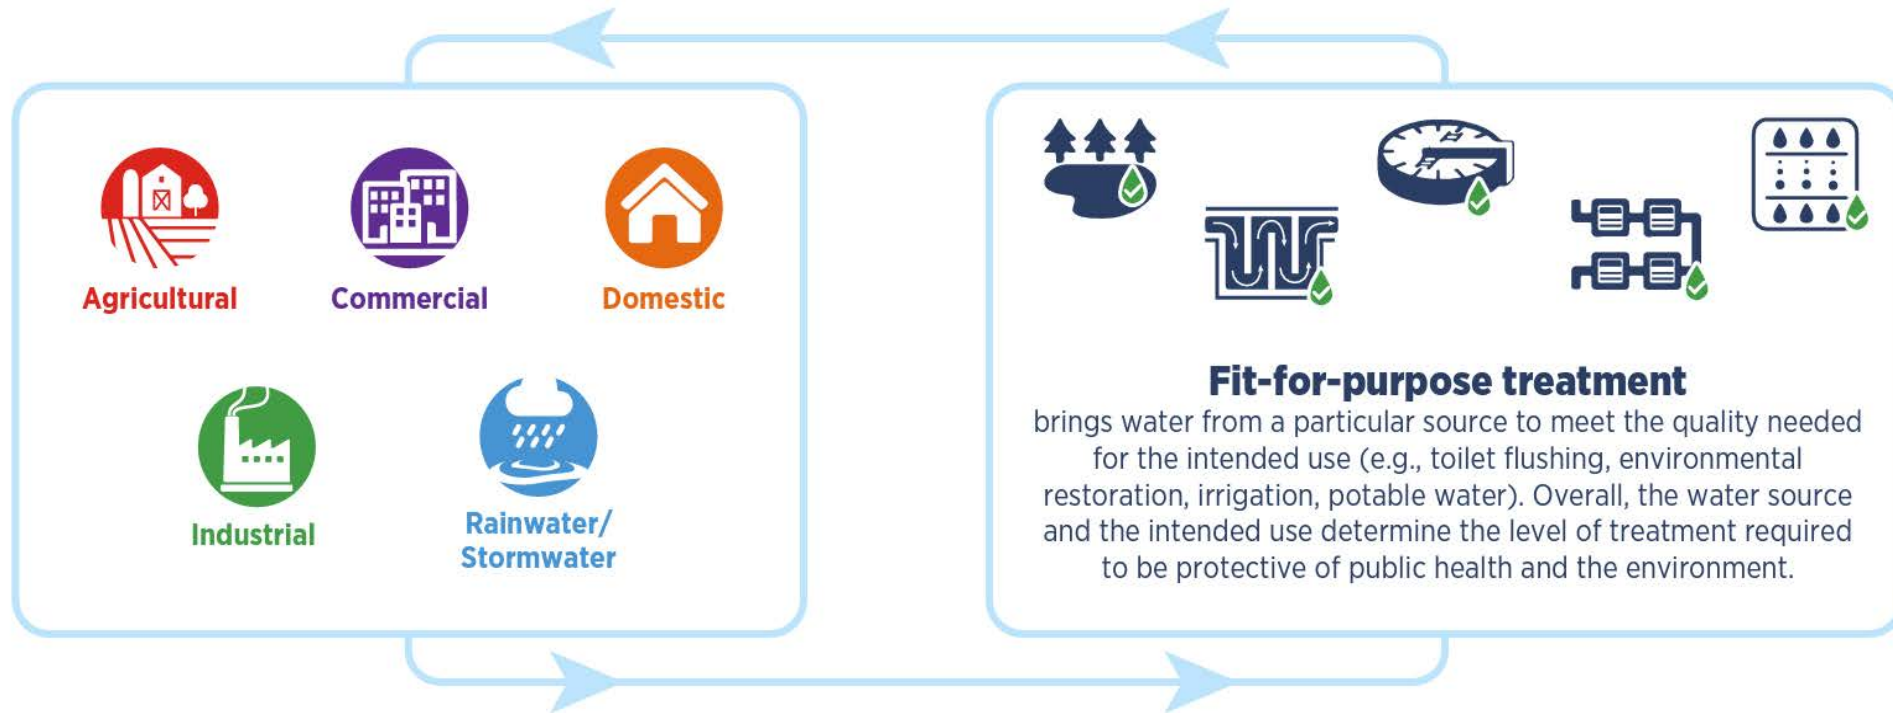 Agricultural
Commercial
Domestic
Industrial
Rainwater/
Stormwater
Fit-for-purpose treatment
brings water from a particular source to meet the quality needed
for the intended use (e.g., toilet flushing, environmental
restoration, irrigation, potable water). Overall, the water source
and the intended use determine the level of treatment required
to be protective of public health and the environment.